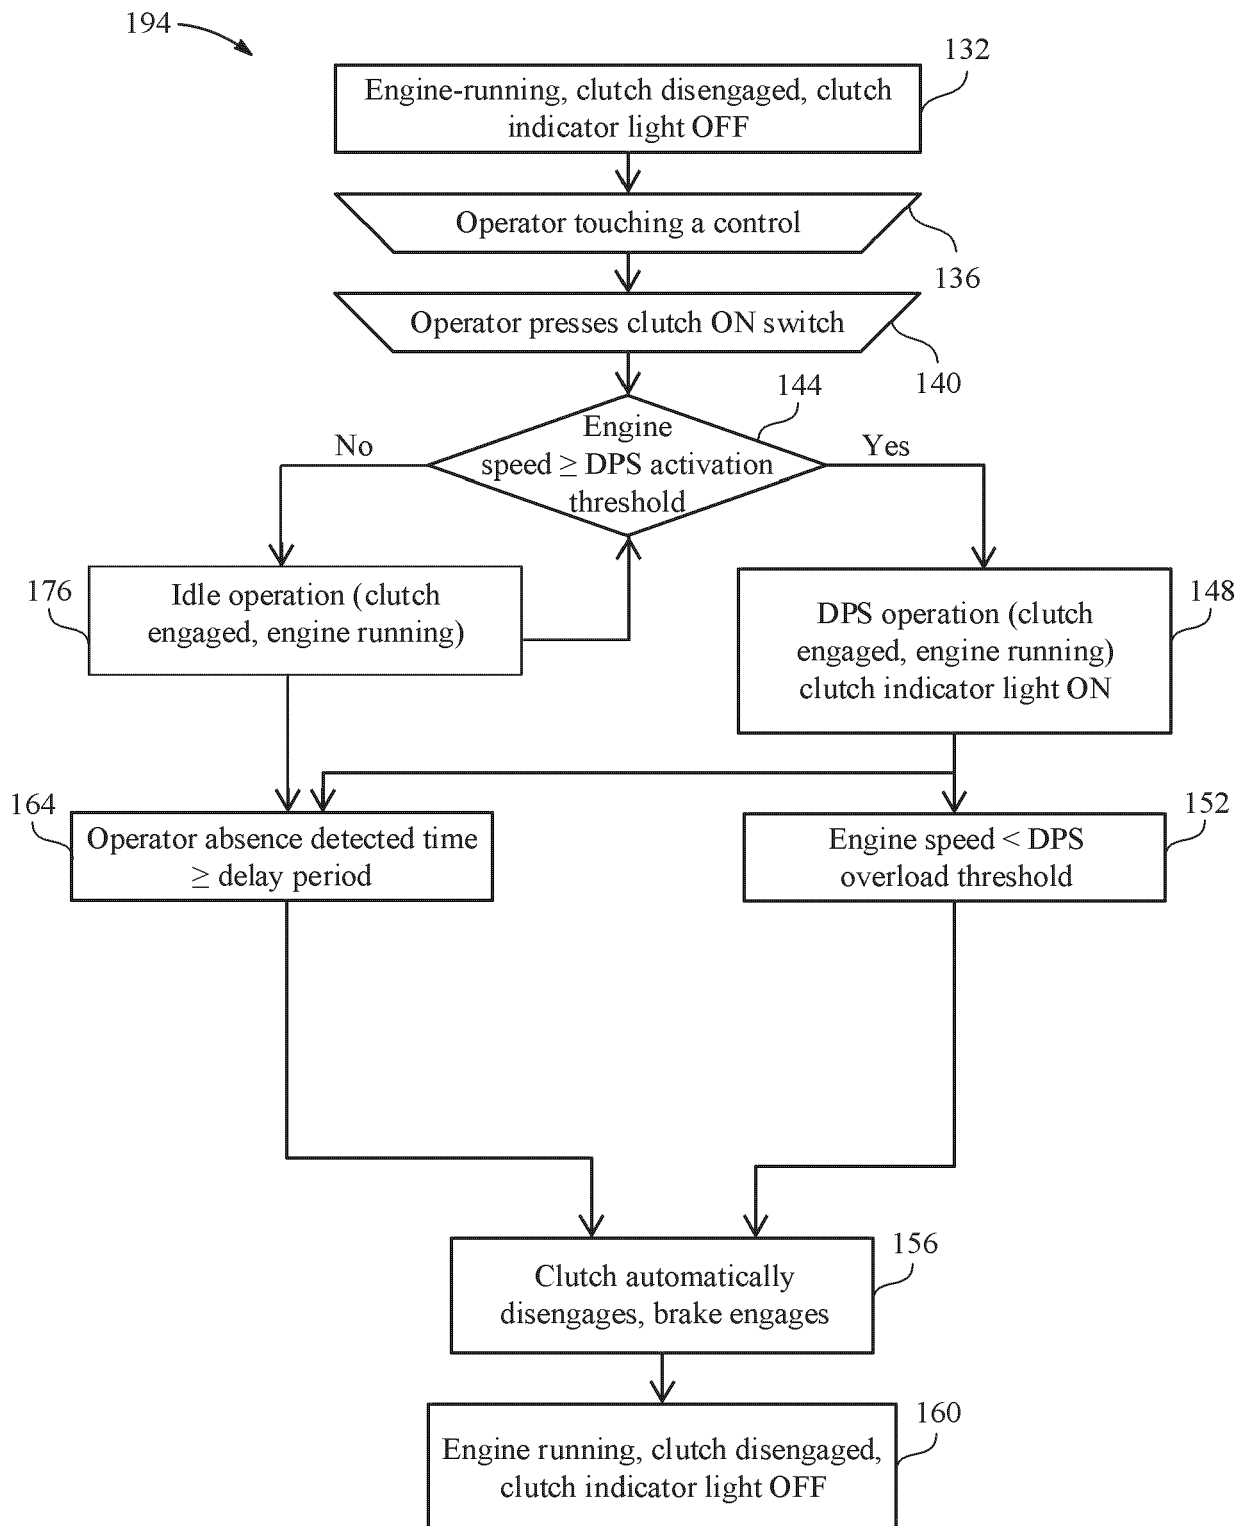 194
132
Engine-running, clutch disengaged, clutch
indicator light OFF
Operator touching a control
136
Operator presses clutch ON switch
140
144
Engine
speed ≥ DPS activation
threshold
No
Yes
176
Idle operation (clutch
engaged, engine running)
148
DPS operation (clutch
engaged, engine running)
clutch indicator light ON
164
Operator absence detected time
≥ delay period
152
Engine speed < DPS
overload threshold
156
Clutch automatically
disengages, brake engages
160
Engine running, clutch disengaged,
clutch indicator light OFF